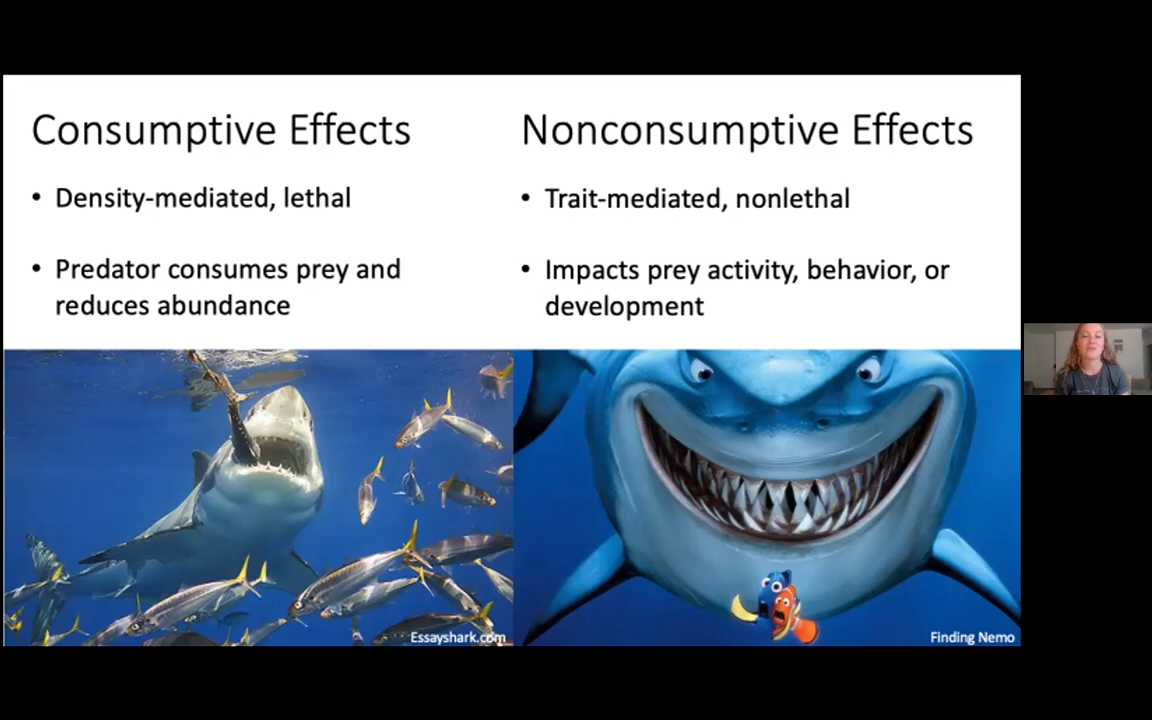 Consumptive Effects
• Density-mediated, lethal
• Predator consumes prey and
reduces abundance
Essayshark.com
Nonconsumptive Effects
• Trait-mediated, nonlethal
• Impacts prey activity, behavior, or
development
Finding Nemo